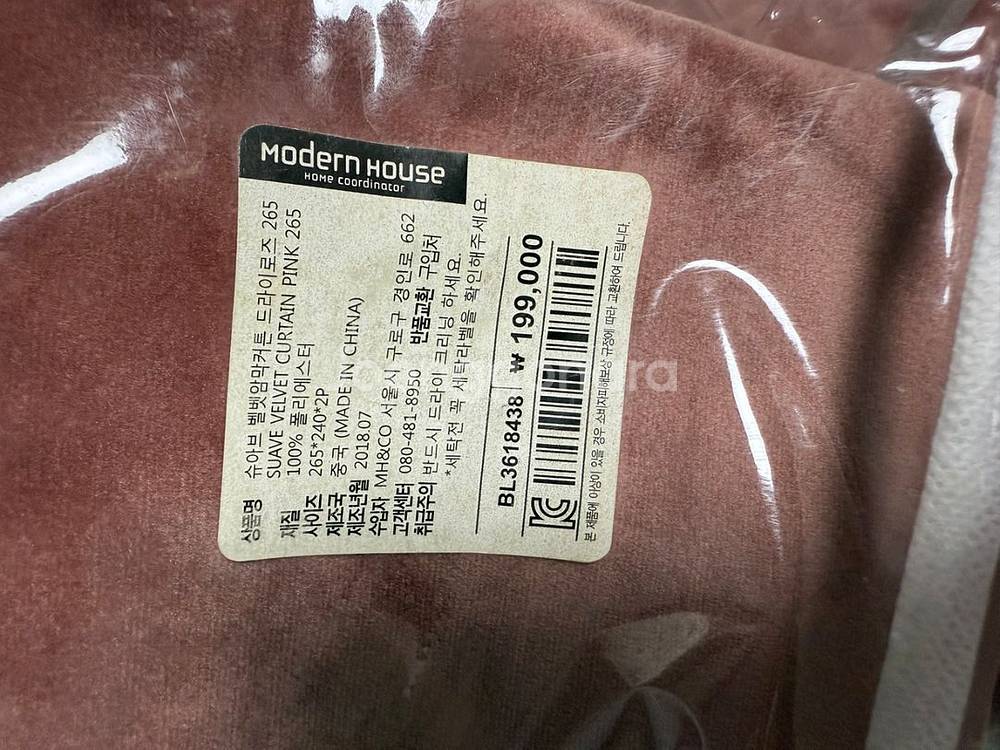 Modern House
Home Coordinator
상품명 슈아브 벨벳암막커튼 드라이로즈 265
SUAVE VELVET CURTAIN PINK 265
재질 100% 폴리에스터
사이즈 265*240*2P
제조국 중국 (MADE IN CHINA)
제조년월 2018.07
수입자 MH&CO 서울시 구로구 경인로 662
고객센터 080-481-8950 반품교환 구입처
취급주의 반드시 드라이 크리닝 하세요.
*세탁전 꼭 세탁라벨을 확인해주세요.
BL3618438 ₩ 199,000
본 제품에 이상이 있을 경우 소비자피해보상 규정에 따라 교환하여 드립니다.